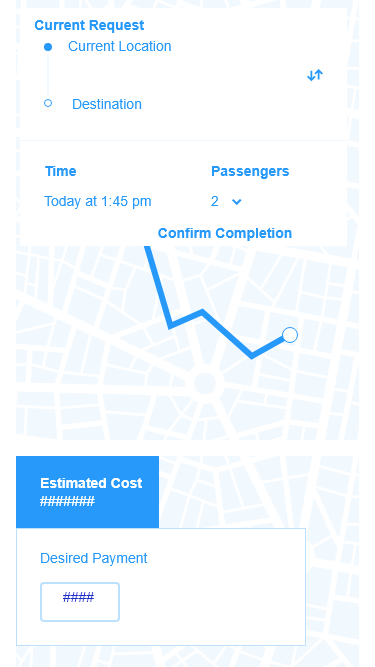 Current Request
Current Location
Destination
Time
Passengers
Today at 1:45 pm
2
Confirm Completion
Estimated Cost
#######
Desired Payment
####